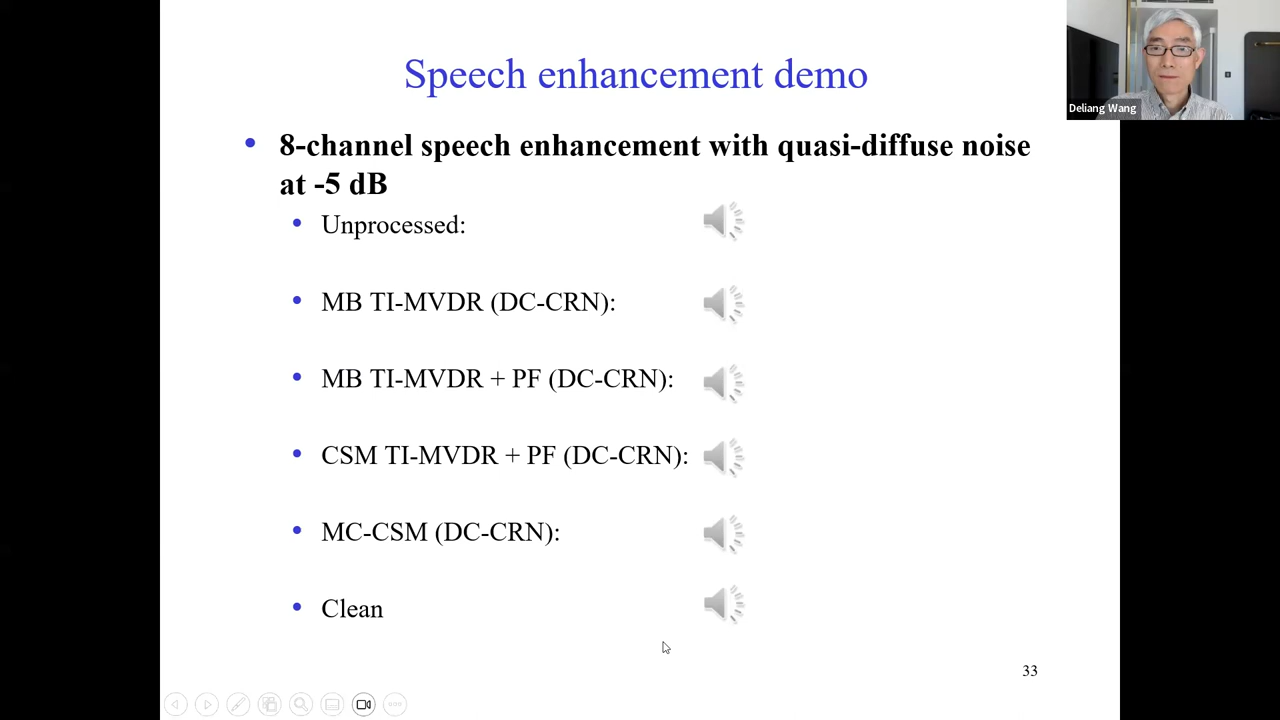 Speech enhancement demo
Deliang Wang
• 8-channel speech enhancement with quasi-diffuse noise
at -5 dB
• Unprocessed:
• MB TI-MVDR (DC-CRN):
• MB TI-MVDR + PF (DC-CRN):
• CSM TI-MVDR + PF (DC-CRN):
• MC-CSM (DC-CRN):
• Clean
33